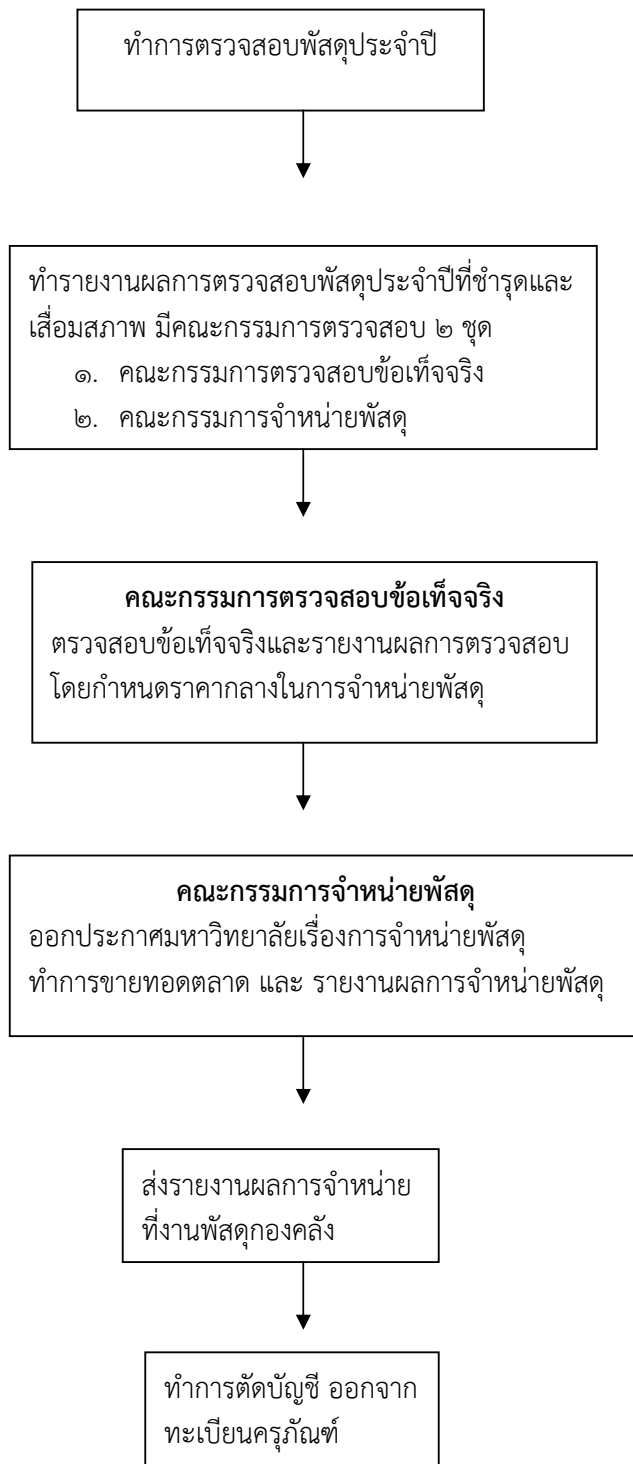 ทำการตรวจสอบพัสดุประจำปี
ทำรายงานผลการตรวจสอบพัสดุประจำปีที่ชำรุดและ
เสื่อมสภาพ มีคณะกรรมการตรวจสอบ ๒ ชุด
๑. คณะกรรมการตรวจสอบข้อเท็จจริง
๒. คณะกรรมการจำหน่ายพัสดุ
คณะกรรมการตรวจสอบข้อเท็จจริง
ตรวจสอบข้อเท็จจริงและรายงานผลการตรวจสอบ
โดยกำหนดราคากลางในการจำหน่ายพัสดุ
คณะกรรมการจำหน่ายพัสดุ
ออกประกาศมหาวิทยาลัยเรื่องการจำหน่ายพัสดุ
ทำการขายทอดตลาด และ รายงานผลการจำหน่ายพัสดุ
ส่งรายงานผลการจำหน่าย
ที่งานพัสดุกองคลัง
ทำการตัดบัญชี ออกจาก
ทะเบียนครุภัณฑ์